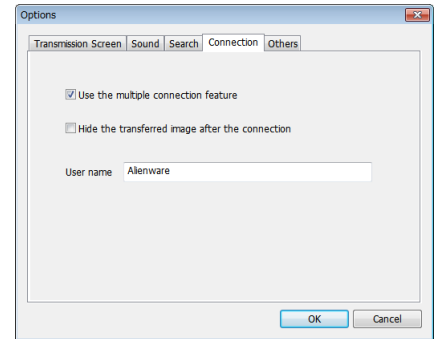 Options
Transmission Screen Sound Search Connection Others
Use the multiple connection feature
Hide the transferred image after the connection
User name Alienware
OK Cancel